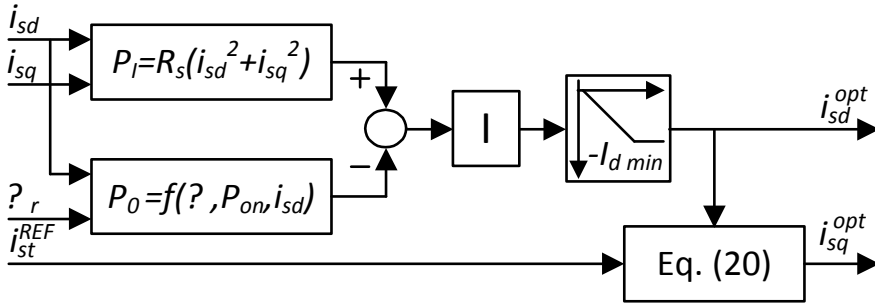 i_sd
i_sq
P_l=R_s(i_sd^2+i_sq^2)
+
−
I
-I_d min
i_sd^opt
P_0=f(?,P_on,i_sd)
?_r
i_st^REF
Eq. (20)
i_sq^opt